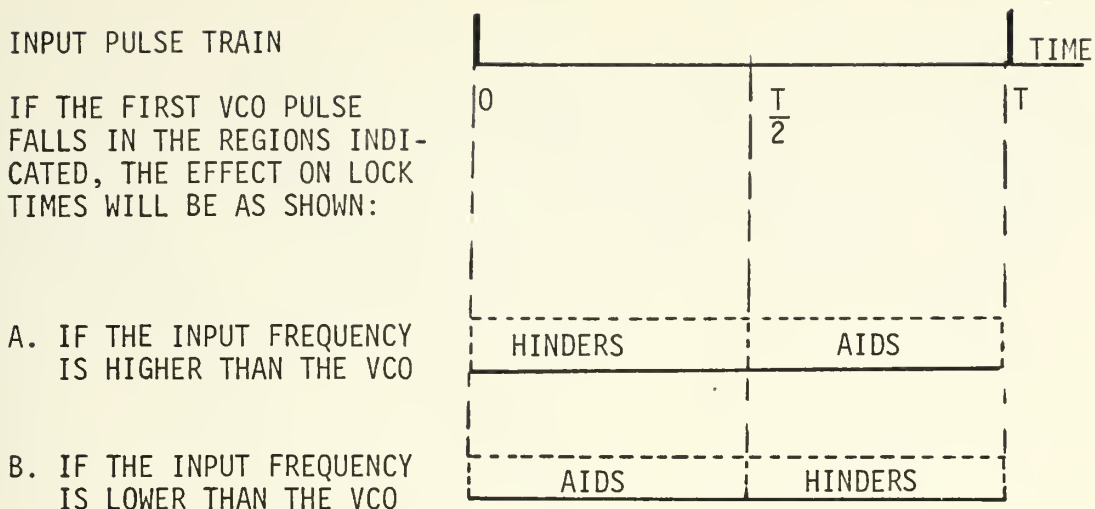 INPUT PULSE TRAIN
TIME
IF THE FIRST VCO PULSE
FALLS IN THE REGIONS INDI-
CATED, THE EFFECT ON LOCK
TIMES WILL BE AS SHOWN:
0
T
2
T
A. IF THE INPUT FREQUENCY
IS HIGHER THAN THE VCO
HINDERS
AIDS
B. IF THE INPUT FREQUENCY
IS LOWER THAN THE VCO
AIDS
HINDERS